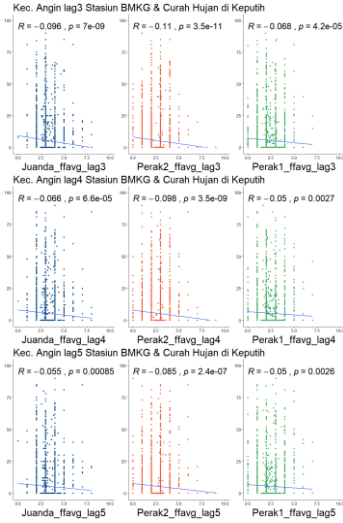 Kec. Angin lag3 Stasiun BMKG & Curah Hujan di Keputih
R = −0.096 , p = 7e-09
R = −0.11 , p = 3.5e-11
R = −0.068 , p = 4.2e-05
Juanda_ffavg_lag3
Perak2_ffavg_lag3
Perak1_ffavg_lag3
Kec. Angin lag4 Stasiun BMKG & Curah Hujan di Keputih
R = −0.066 , p = 6.6e-05
R = −0.098 , p = 3.5e-09
R = −0.05 , p = 0.0027
Juanda_ffavg_lag4
Perak2_ffavg_lag4
Perak1_ffavg_lag4
Kec. Angin lag5 Stasiun BMKG & Curah Hujan di Keputih
R = −0.055 , p = 0.00085
R = −0.085 , p = 2.4e-07
R = −0.05 , p = 0.0026
Juanda_ffavg_lag5
Perak2_ffavg_lag5
Perak1_ffavg_lag5